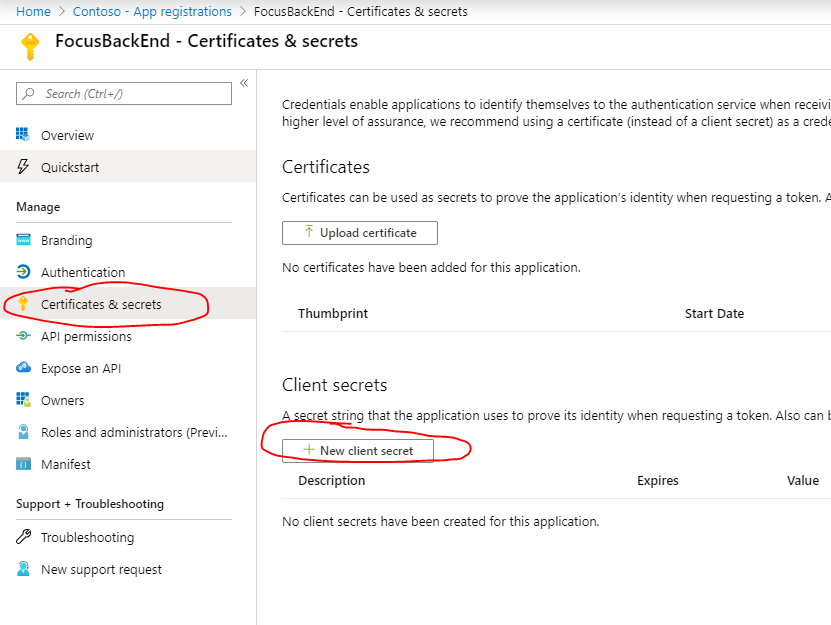 Home > Contoso - App registrations > FocusBackEnd - Certificates & secrets
FocusBackEnd - Certificates & secrets
Search (Ctrl+/)
«
Overview
Quickstart
Manage
Branding
Authentication
Certificates & secrets
API permissions
Expose an API
Owners
Roles and administrators (Previ...
Manifest
Support + Troubleshooting
Troubleshooting
New support request
Credentials enable applications to identify themselves to the authentication service when receivi
higher level of assurance, we recommend using a certificate (instead of a client secret) as a crede
Certificates
Certificates can be used as secrets to prove the application's identity when requesting a token. A
Upload certificate
No certificates have been added for this application.
Thumbprint Start Date
Client secrets
A secret string that the application uses to prove its identity when requesting a token. Also can b
New client secret
Description Expires Value
No client secrets have been created for this application.